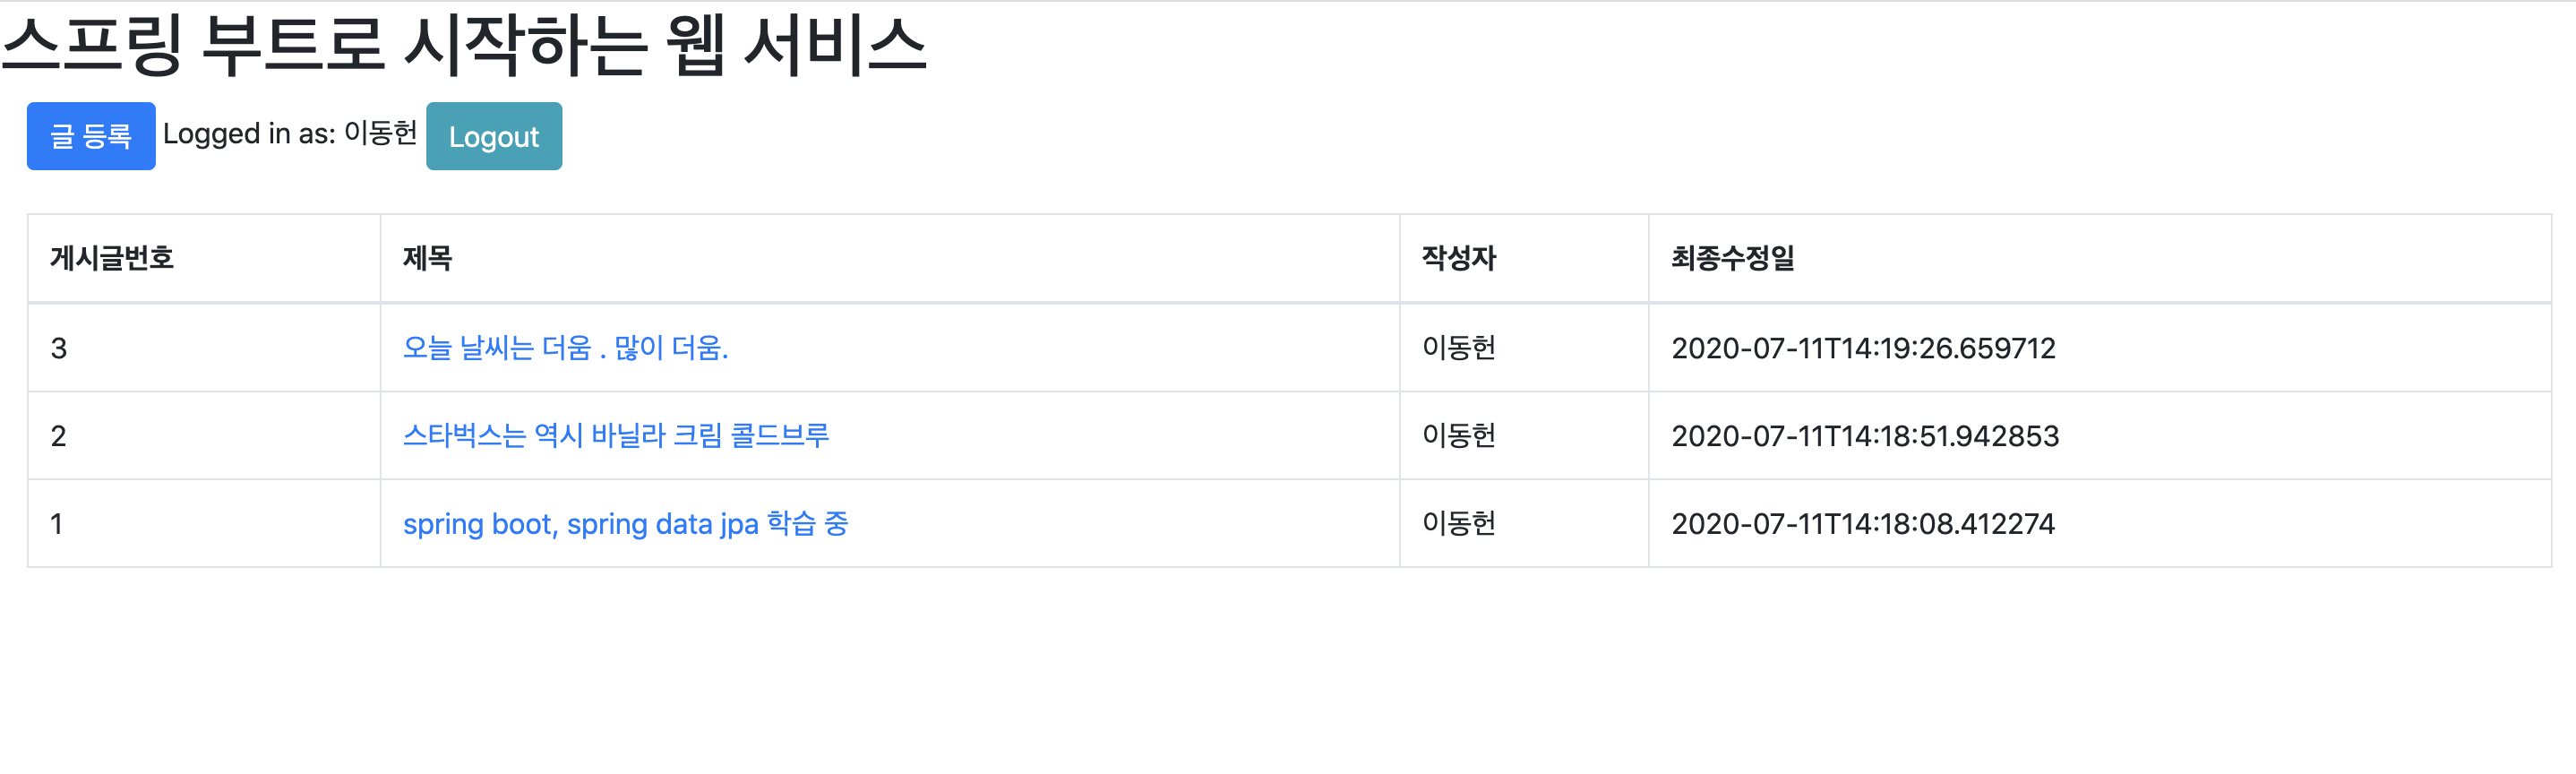 스프링 부트로 시작하는 웹 서비스
글 등록 Logged in as: 이동헌 Logout
게시글번호 제목 작성자 최종수정일
3 오늘 날씨는 더움 . 많이 더움. 이동헌 2020-07-11T14:19:26.659712
2 스타벅스는 역시 바닐라 크림 콜드브루 이동헌 2020-07-11T14:18:51.942853
1 spring boot, spring data jpa 학습 중 이동헌 2020-07-11T14:18:08.412274